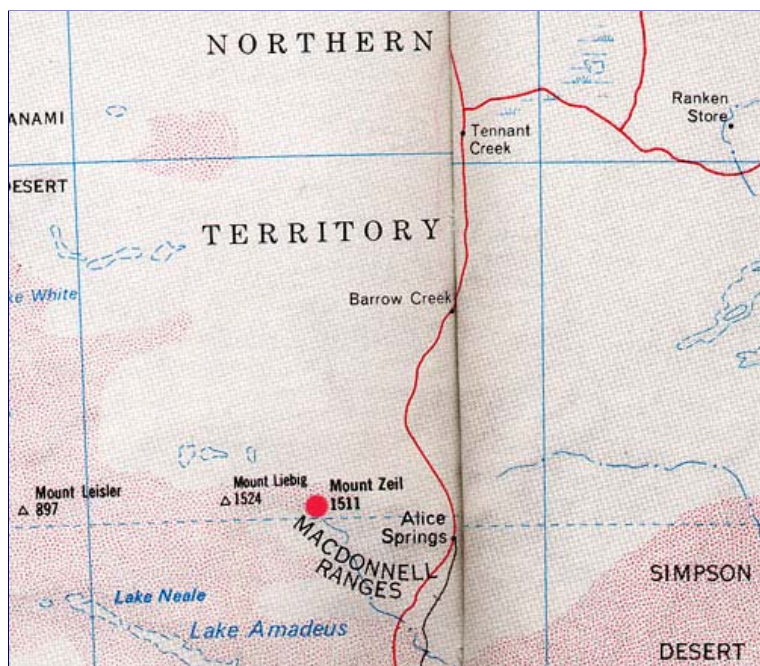 NORTHERN
ANAMI
Ranken
Store
Tennant
Creek
DESERT
TERRITORY
ke White
Barrow Creek
Mount Leisler
897
Mount Liebig
1524
Mount Zeil
1511
Alice
Springs
MACDONNELL
RANGES
SIMPSON
Lake Neale
Lake Amadeus
DESERT